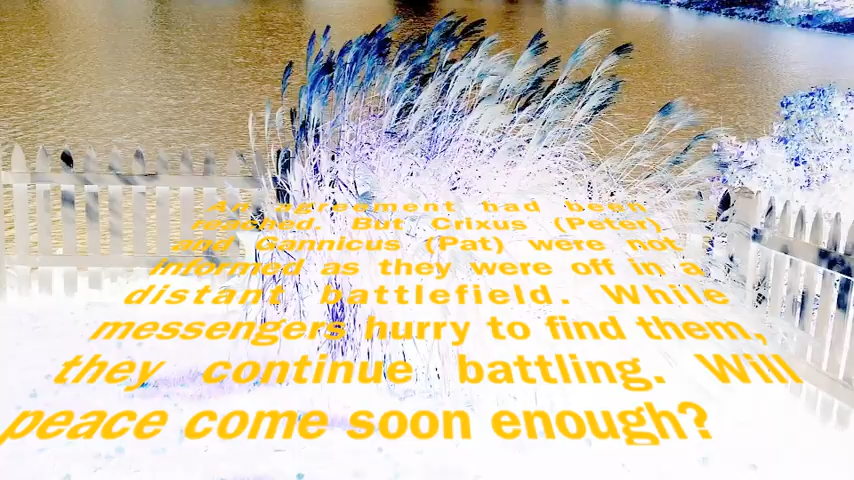 An agreement had been
reached. But Crixus (Peter)
and Gannicus (Pat) were not
informed as they were off in a
distant battlefield. While
messengers hurry to find them,
they continue battling. Will
peace come soon enough?